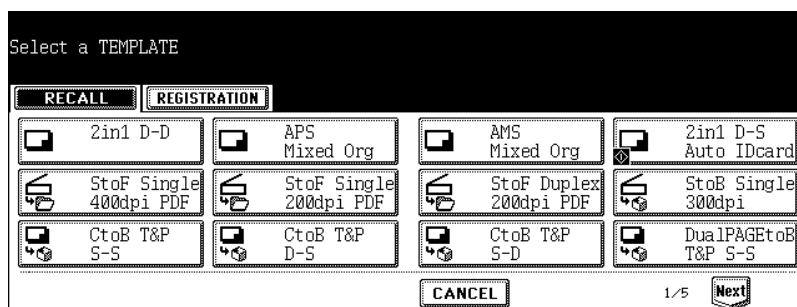 Select a TEMPLATE
RECALL REGISTRATION
2in1 D-D
APS
Mixed Org
AMS
Mixed Org
2in1 D-S
Auto IDcard
StoF Single
400dpi PDF
StoF Single
200dpi PDF
StoF Duplex
200dpi PDF
StoB Single
300dpi
CtoB T&P
S-S
CtoB T&P
D-S
CtoB T&P
S-D
DualPAGEtoB
T&P S-S
CANCEL 1/5 Next